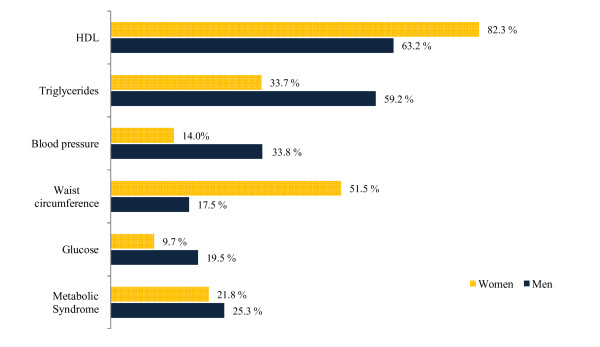 HDL
82.3 %
63.2 %
Triglycerides
33.7 %
59.2 %
Blood pressure
14.0%
33.8 %
Waist
circumference
51.5 %
17.5 %
Glucose
9.7 %
19.5 %
Metabolic
Syndrome
21.8 %
25.3 %
Women Men